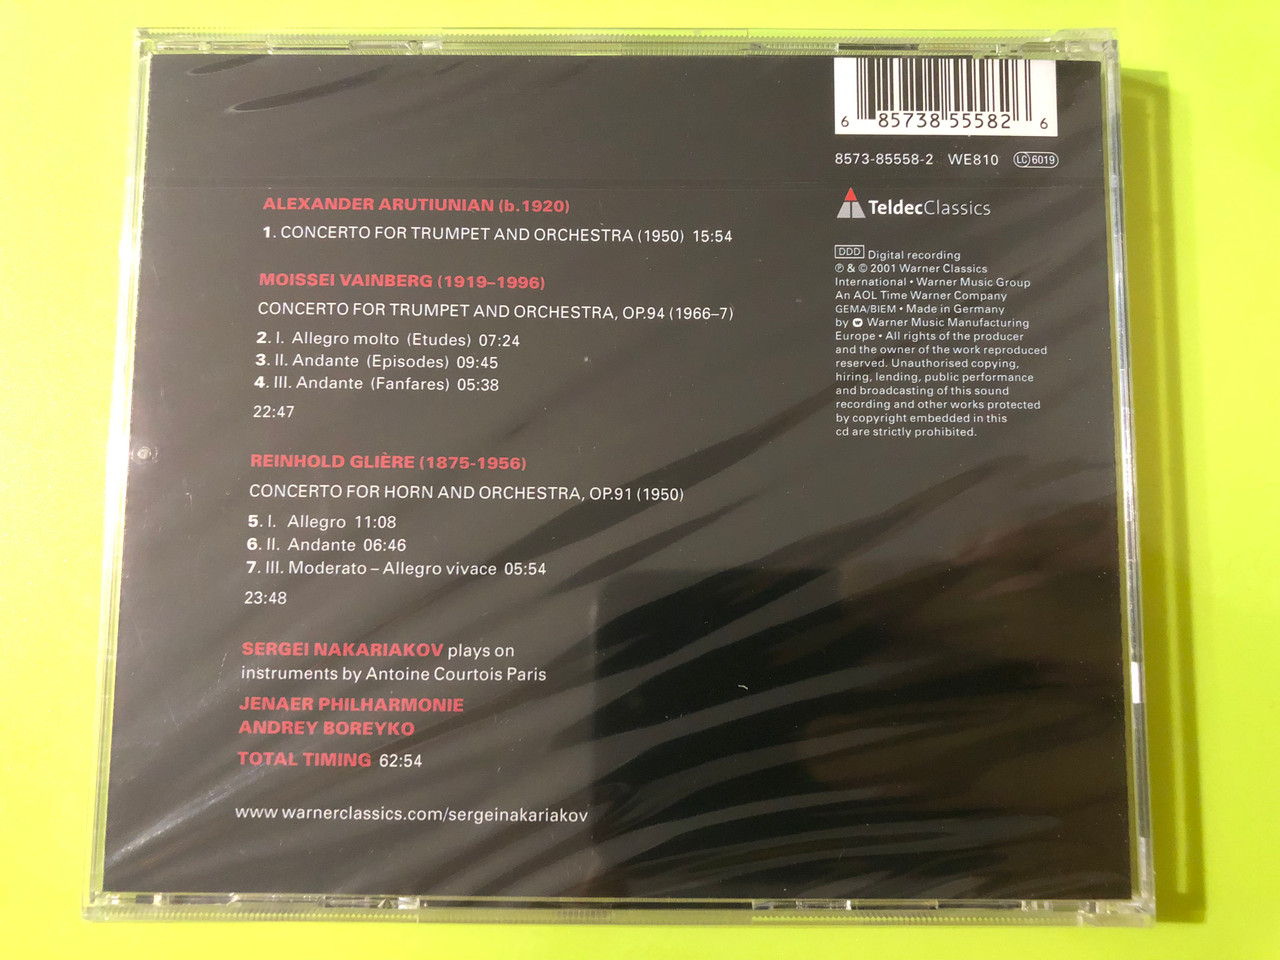 6 85738 55582 6
8573-85558-2 WE810 LC 6019
TeldecClassics
DDD Digital recording
℗ & © 2001 Warner Classics
International • Warner Music Group
An AOL Time Warner Company
GEMA/BIEM • Made in Germany
by Warner Music Manufacturing
Europe • All rights of the producer
and the owner of the work reproduced
reserved. Unauthorised copying,
hiring, lending, public performance
and broadcasting of this sound
recording and other works protected
by copyright embedded in this
cd are strictly prohibited.
ALEXANDER ARUTIUNIAN (b.1920)
1. CONCERTO FOR TRUMPET AND ORCHESTRA (1950) 15:54
MOISSEI VAINBERG (1919–1996)
CONCERTO FOR TRUMPET AND ORCHESTRA, OP.94 (1966–7)
2. I. Allegro molto (Etudes) 07:24
3. II. Andante (Episodes) 09:45
4. III. Andante (Fanfares) 05:38
22:47
REINHOLD GLIÈRE (1875-1956)
CONCERTO FOR HORN AND ORCHESTRA, OP.91 (1950)
5. I. Allegro 11:08
6. II. Andante 06:46
7. III. Moderato – Allegro vivace 05:54
23:48
SERGEI NAKARIAKOV plays on
instruments by Antoine Courtois Paris
JENAER PHILHARMONIE
ANDREY BOREYKO
TOTAL TIMING 62:54
www.warnerclassics.com/sergeinakariakov